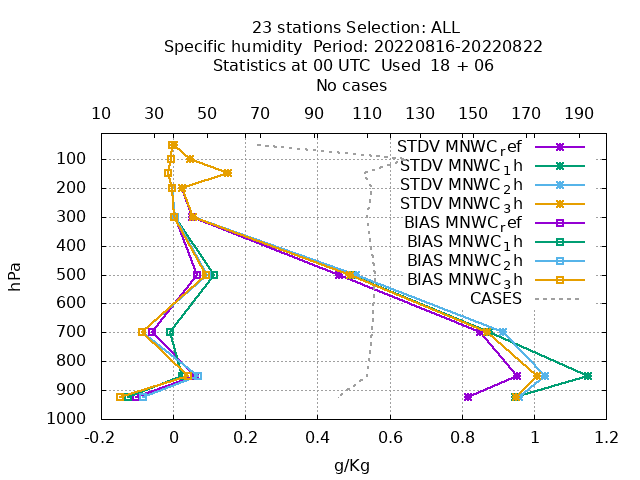 23 stations Selection: ALL
Specific humidity  Period: 20220816-20220822
Statistics at 00 UTC  Used  18 + 06
No cases
10 30 50 70 90 110 130 150 170 190
100
200
300
400
500
600
700
800
900
1000
hPa
STDV MNWC_ref
STDV MNWC_1h
STDV MNWC_2h
STDV MNWC_3h
BIAS MNWC_ref
BIAS MNWC_1h
BIAS MNWC_2h
BIAS MNWC_3h
CASES
-0.2 0 0.2 0.4 0.6 0.8 1 1.2
g/Kg